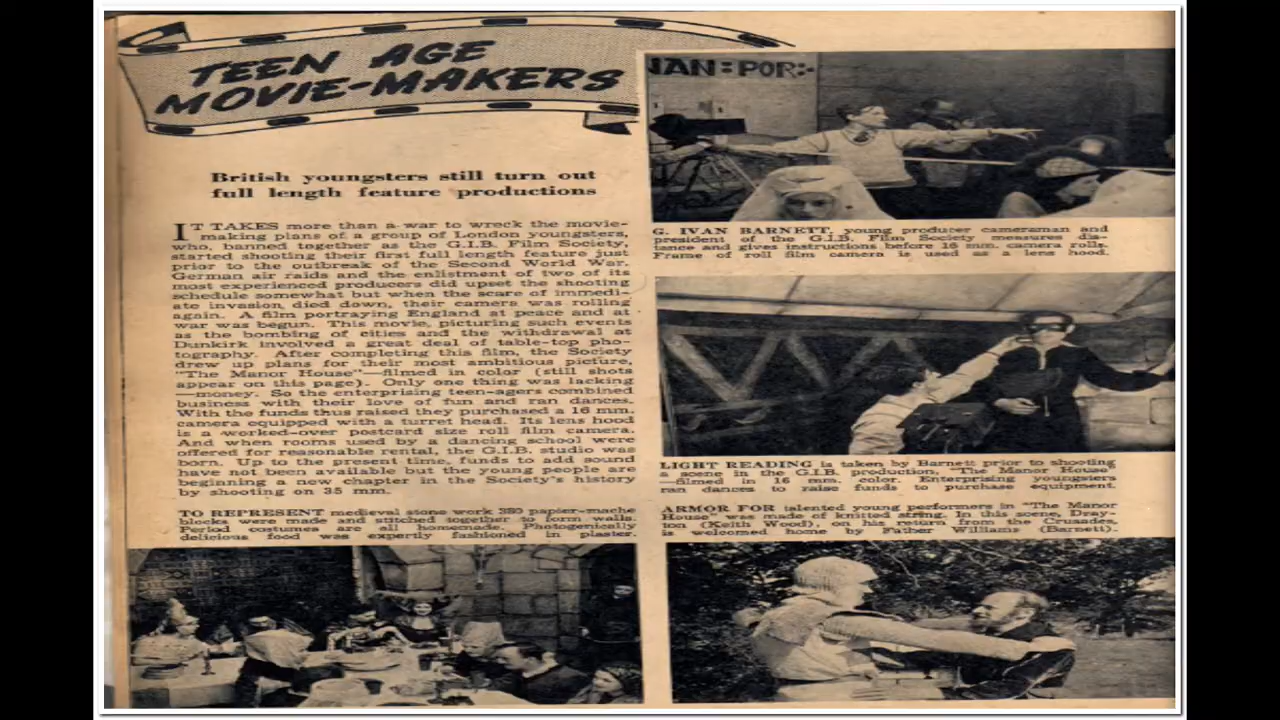 TEEN AGE
MOVIE-MAKERS
British youngsters still turn out
full length feature productions
IT TAKES more than a war to wreck the movie-
making plans of a group of London youngsters,
who, banned together as the G.I.B. Film Society,
started shooting their first full length feature just
prior to the outbreak of the Second World War.
German air raids and the enlistment of two of its
most experienced producers did upset the shooting
schedule somewhat but when the scare of immedi-
ate invasion died down, their camera was rolling
again. A film portraying England at peace and at
war was begun. This movie, picturing such events
as the bombing of cities and the withdrawal at
Dunkirk involved a great deal of table-top pho-
tography. After completing this film, the Society
drew up plans for their most ambitious picture,
"The Manor House"—filmed in color (still shots
appear on this page). Only one thing was lacking
—money. So the enterprising teen-agers combined
business with their love of fun and ran dances.
With the funds thus raised they purchased a 16 mm.
camera equipped with a turret head. Its lens hood
is a worked-over postcard size roll film camera.
And when rooms used by a dancing school were
offered for reasonable rental, the G.I.B. studio was
born. Up to the present time, funds to add sound
have not been available but the young people are
beginning a new chapter in the Society's history
by shooting on 35 mm.
TO REPRESENT medieval stone work 380 papier-mache
blocks were made and stitched together to form walls.
Period costumes are all homemade. Photogenically
delicious food was expertly fashioned in plaster.
JAN : POR:-
G. IVAN BARNETT, young producer cameraman and
president of the G.I.B. Film Society measures dis-
tance and gives instructions before 16 mm. camera rolls.
Frame of roll film camera is used as a lens hood.
LIGHT READING is taken by Barnett prior to shooting
a scene in the G.I.B. production, "The Manor House"
—filmed in 16 mm. color. Enterprising youngsters
ran dances to raise funds to purchase equipment.
ARMOR FOR talented young performers in "The Manor
House" was made of knitted string. In this scene, Dray-
ton (Keith Wood), on his return from the Crusades,
is welcomed home by Father Williams (Barnett).